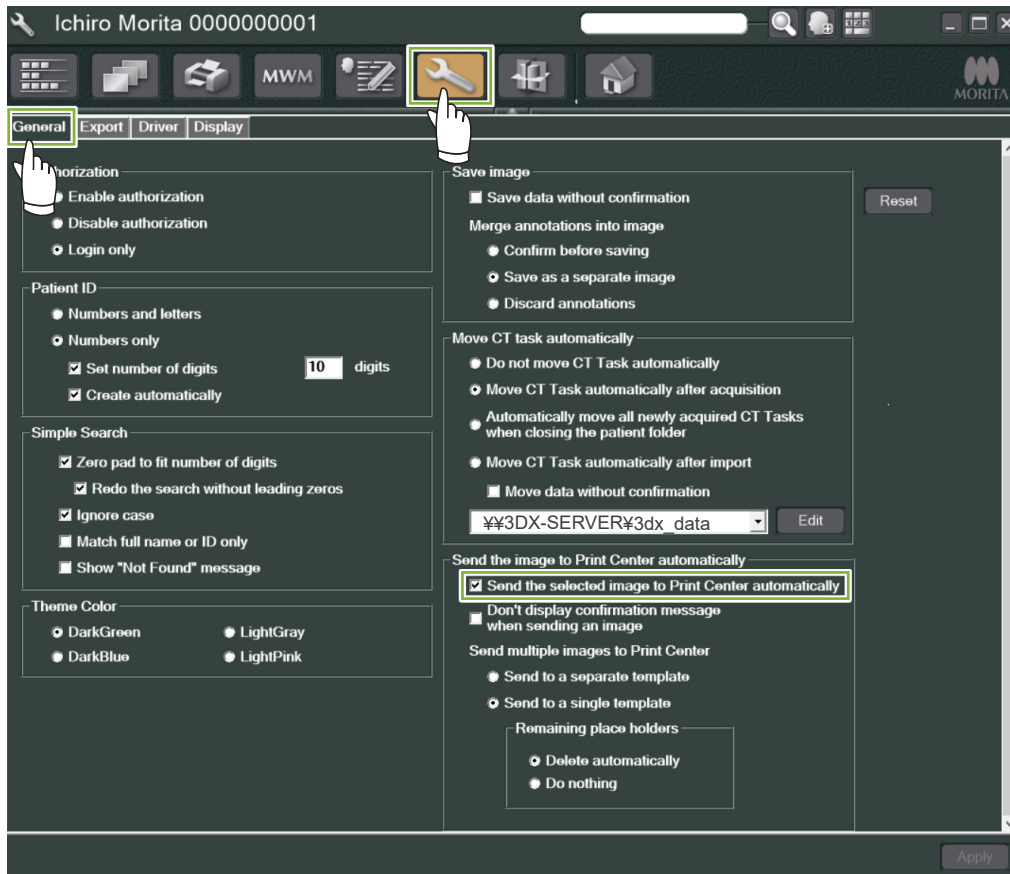 Ichiro Morita 0000000001
MWM
MORITA
General Export Driver Display
horization
Enable authorization
Disable authorization
Login only
Patient ID
Numbers and letters
Numbers only
Set number of digits 10 digits
Create automatically
Simple Search
Zero pad to fit number of digits
Redo the search without leading zeros
Ignore case
Match full name or ID only
Show "Not Found" message
Theme Color
DarkGreen LightGray
DarkBlue LightPink
Save image
Save data without confirmation
Merge annotations into image
Confirm before saving
Save as a separate image
Discard annotations
Reset
Move CT task automatically
Do not move CT Task automatically
Move CT Task automatically after acquisition
Automatically move all newly acquired CT Tasks
when closing the patient folder
Move CT Task automatically after import
Move data without confirmation
¥¥3DX-SERVER¥3dx_data Edit
Send the image to Print Center automatically
Send the selected image to Print Center automatically
Don't display confirmation message
when sending an image
Send multiple images to Print Center
Send to a separate template
Send to a single template
Remaining place holders
Delete automatically
Do nothing
Apply